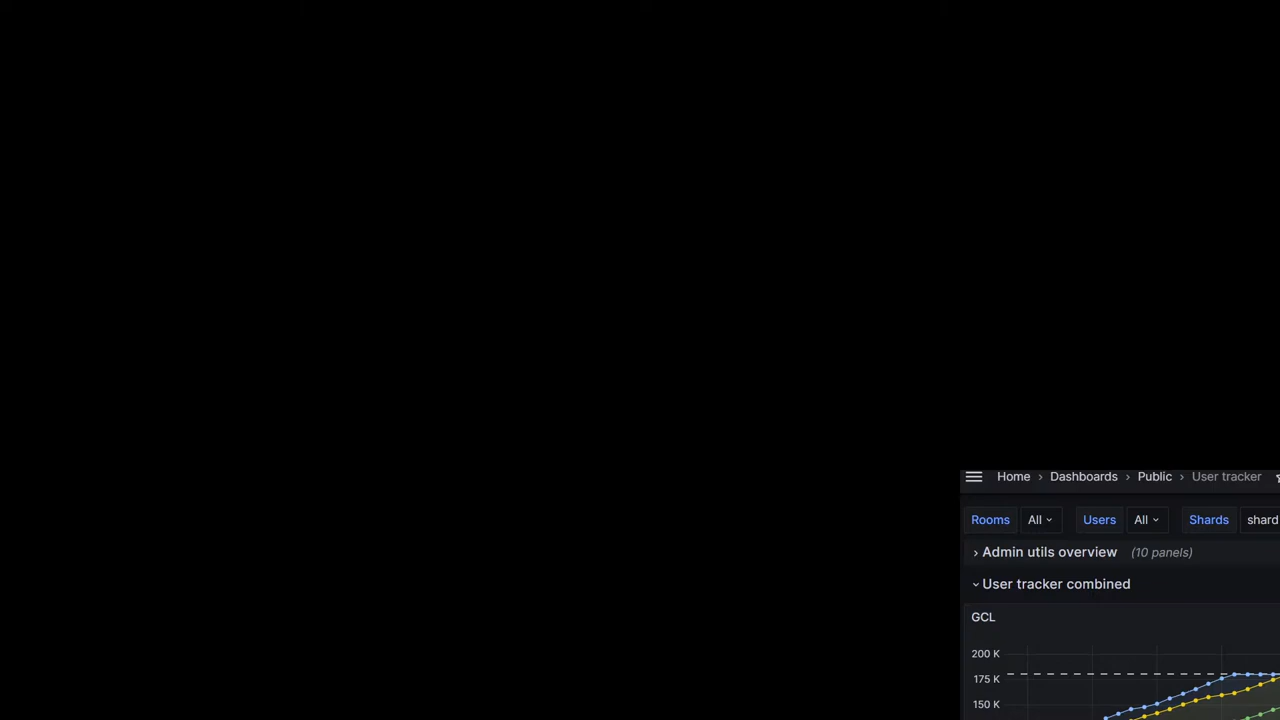 Home › Dashboards › Public › User tracker
Rooms All Users All Shards shard
Admin utils overview (10 panels)
User tracker combined
GCL
200 K
175 K
150 K